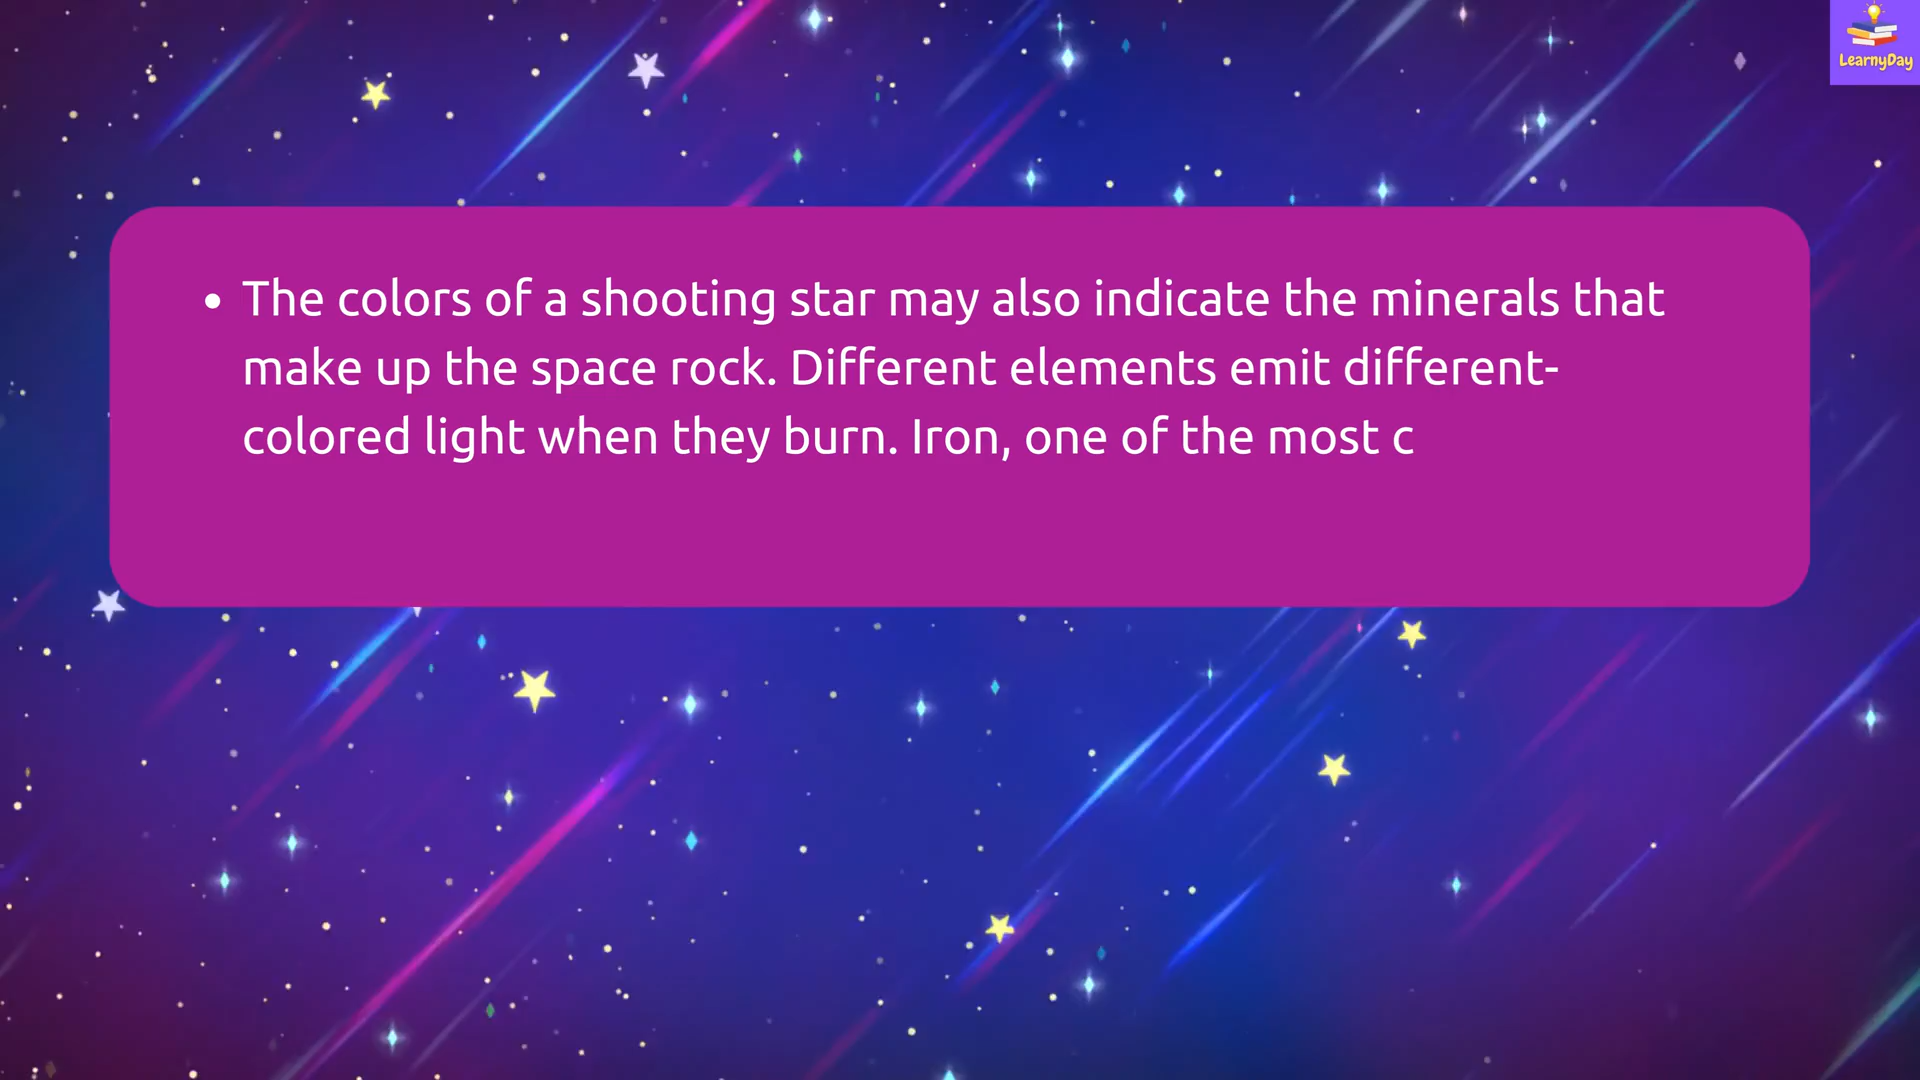 LearnyDay
• The colors of a shooting star may also indicate the minerals that
make up the space rock. Different elements emit different-
colored light when they burn. Iron, one of the most c